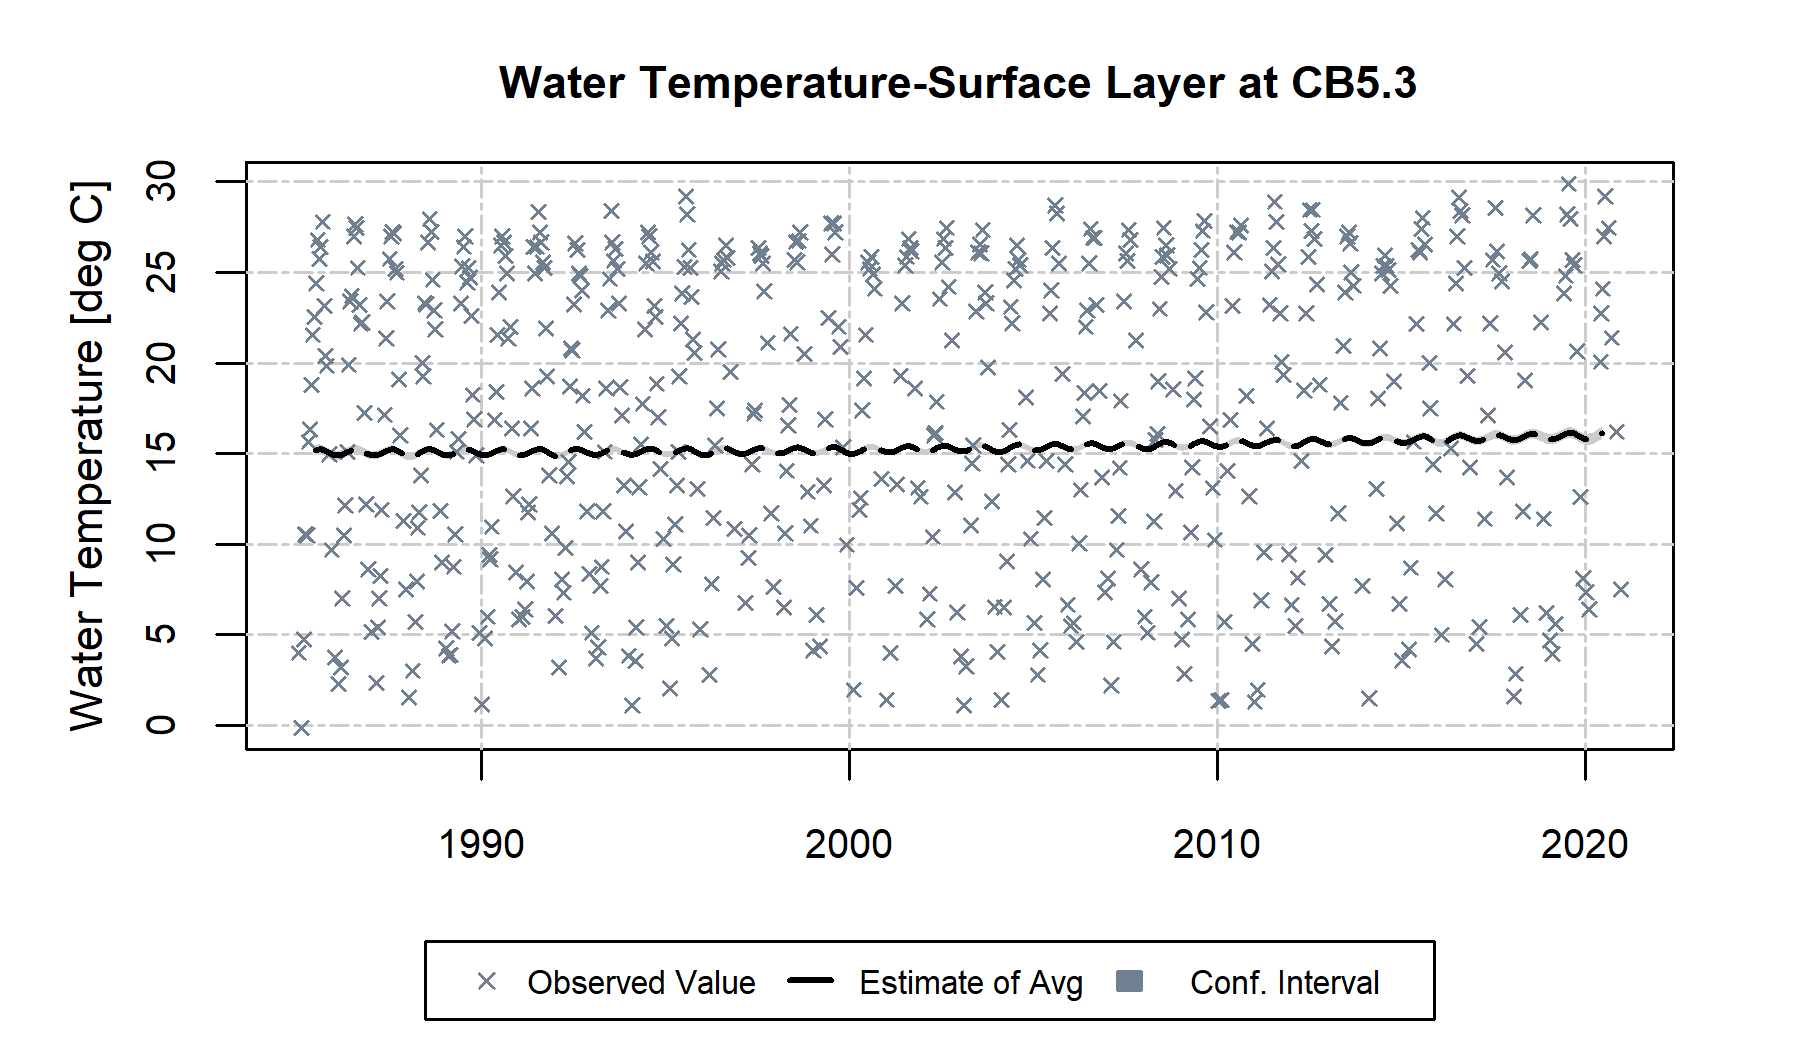 Water Temperature-Surface Layer at CB5.3
Water Temperature [deg C]
30
25
20
15
10
5
0
1990 2000 2010 2020
Observed Value Estimate of Avg Conf. Interval